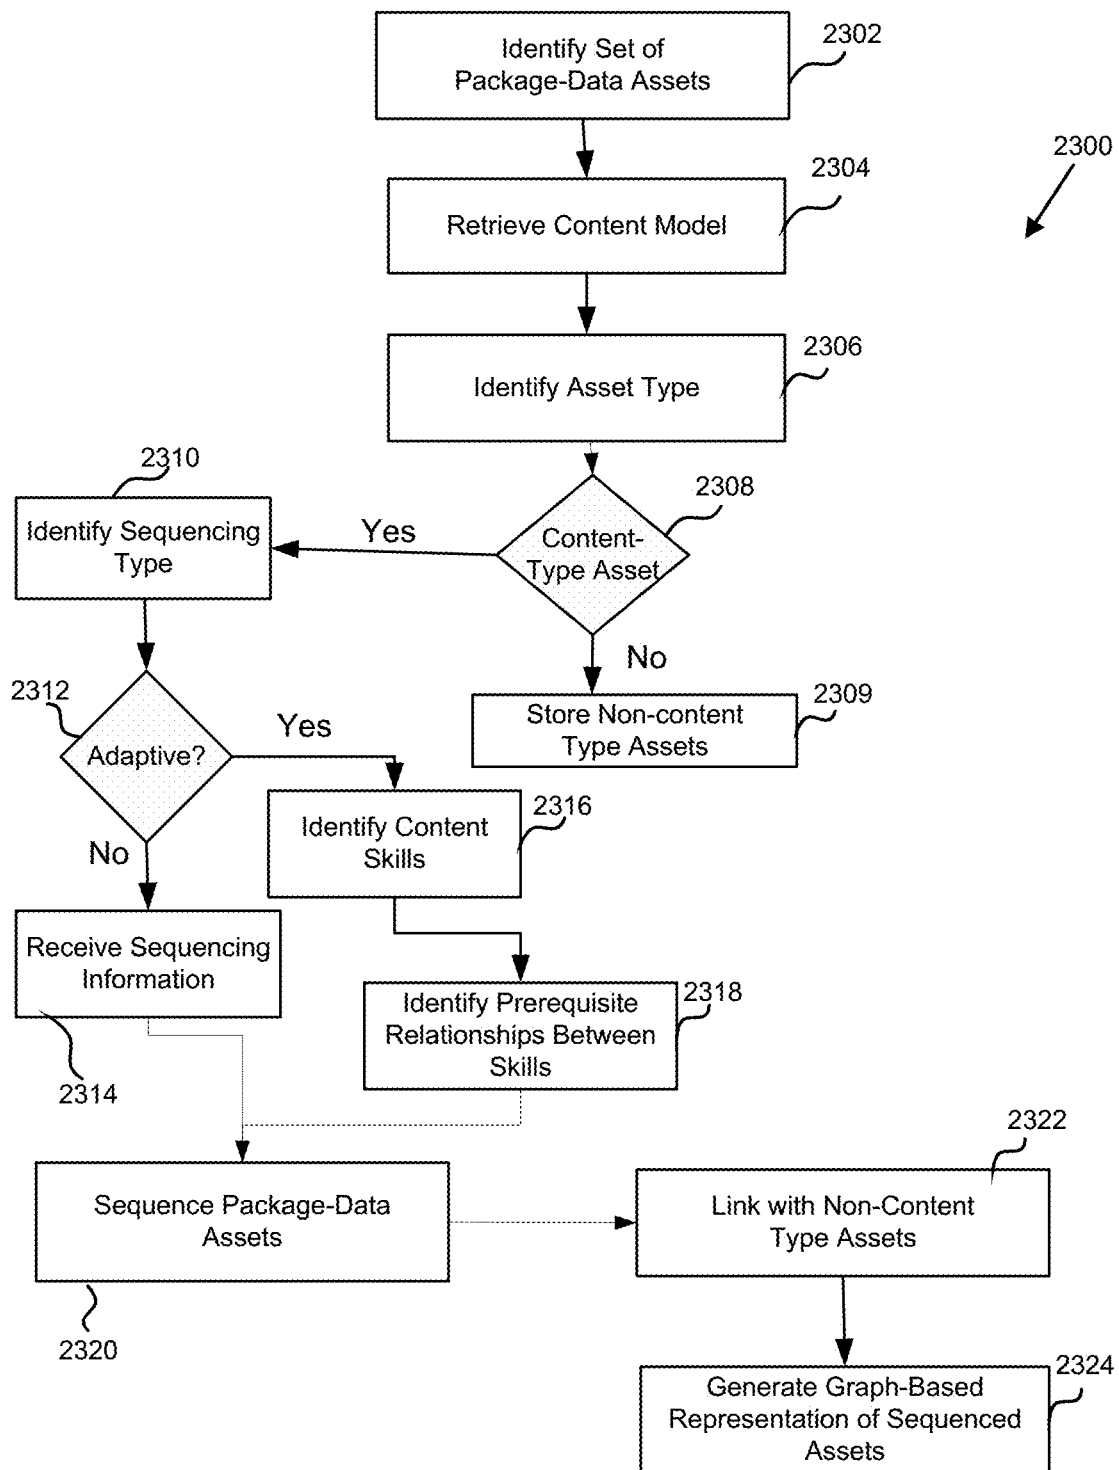 Identify Set of
Package-Data Assets
2302
Retrieve Content Model
2304
2300
Identify Asset Type
2306
2310
Identify Sequencing
Type
Yes
Content-
Type Asset
2308
No
Store Non-content
Type Assets
2309
2312
Adaptive?
Yes
No
Identify Content
Skills
2316
Receive Sequencing
Information
2314
Identify Prerequisite
Relationships Between
Skills
2318
Sequence Package-Data
Assets
2320
2322
Link with Non-Content
Type Assets
Generate Graph-Based
Representation of Sequenced
Assets
2324